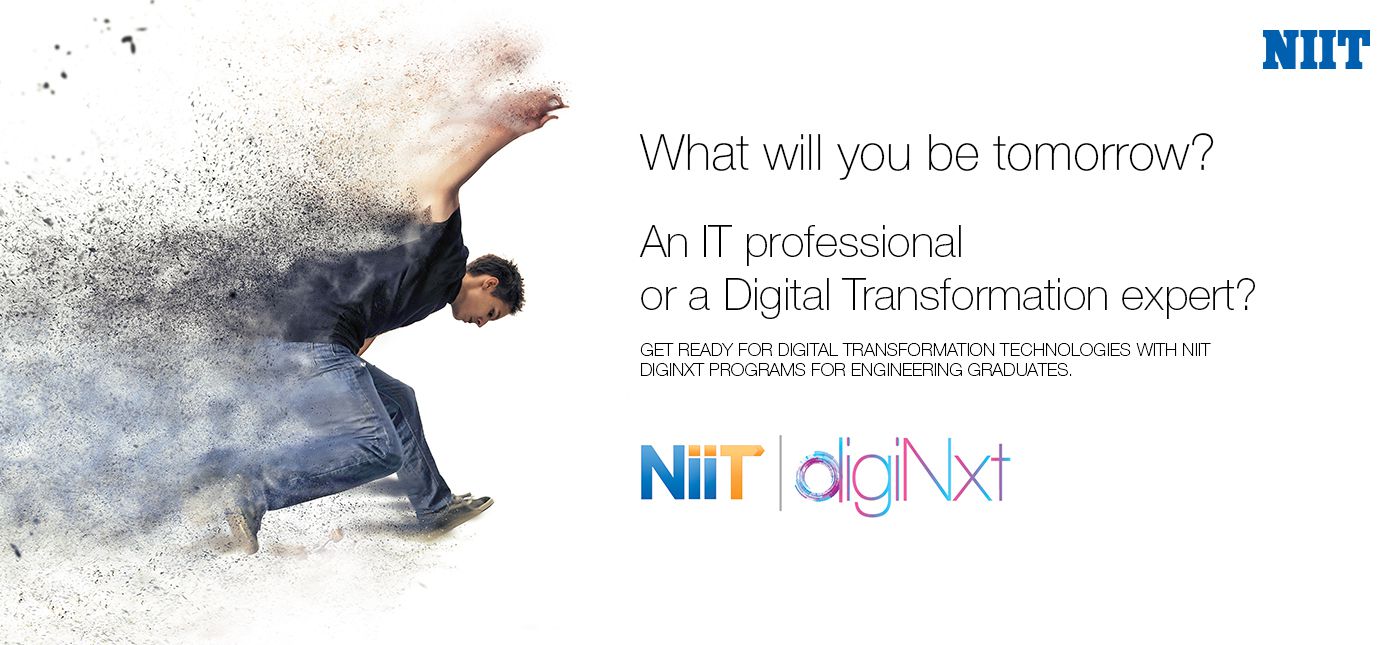 NIIT
What will you be tomorrow?
An IT professional
or a Digital Transformation expert?
GET READY FOR DIGITAL TRANSFORMATION TECHNOLOGIES WITH NIIT
DIGINXT PROGRAMS FOR ENGINEERING GRADUATES.
NiiT | digiNxt